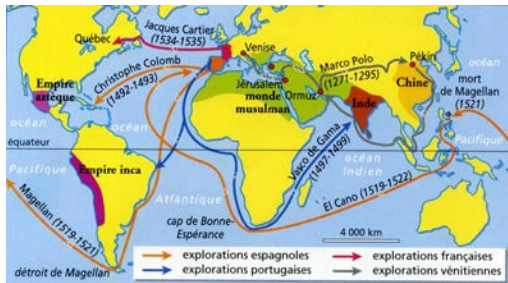 Jacques Cartier
(1534-1535)
Québec
Venise
Marco Polo
(1271-1295)
Pékin
océan
Christophe Colomb
(1492-1493)
Empire
aztèque
Jérusalem
monde
musulman
Ormuz
Chine
Inde
mort
de Magellan
(1521)
océan
océan
équateur
Pacifique
Empire inca
Vasco de Gama
(1497-1499)
océan
Indien
Pacifique
Magellan (1519-1521)
Atlantique
El Cano (1519-1522)
cap de Bonne-
Espérance
4 000 km
détroit de Magellan
explorations espagnoles
explorations françaises
explorations portugaises
explorations vénitiennes